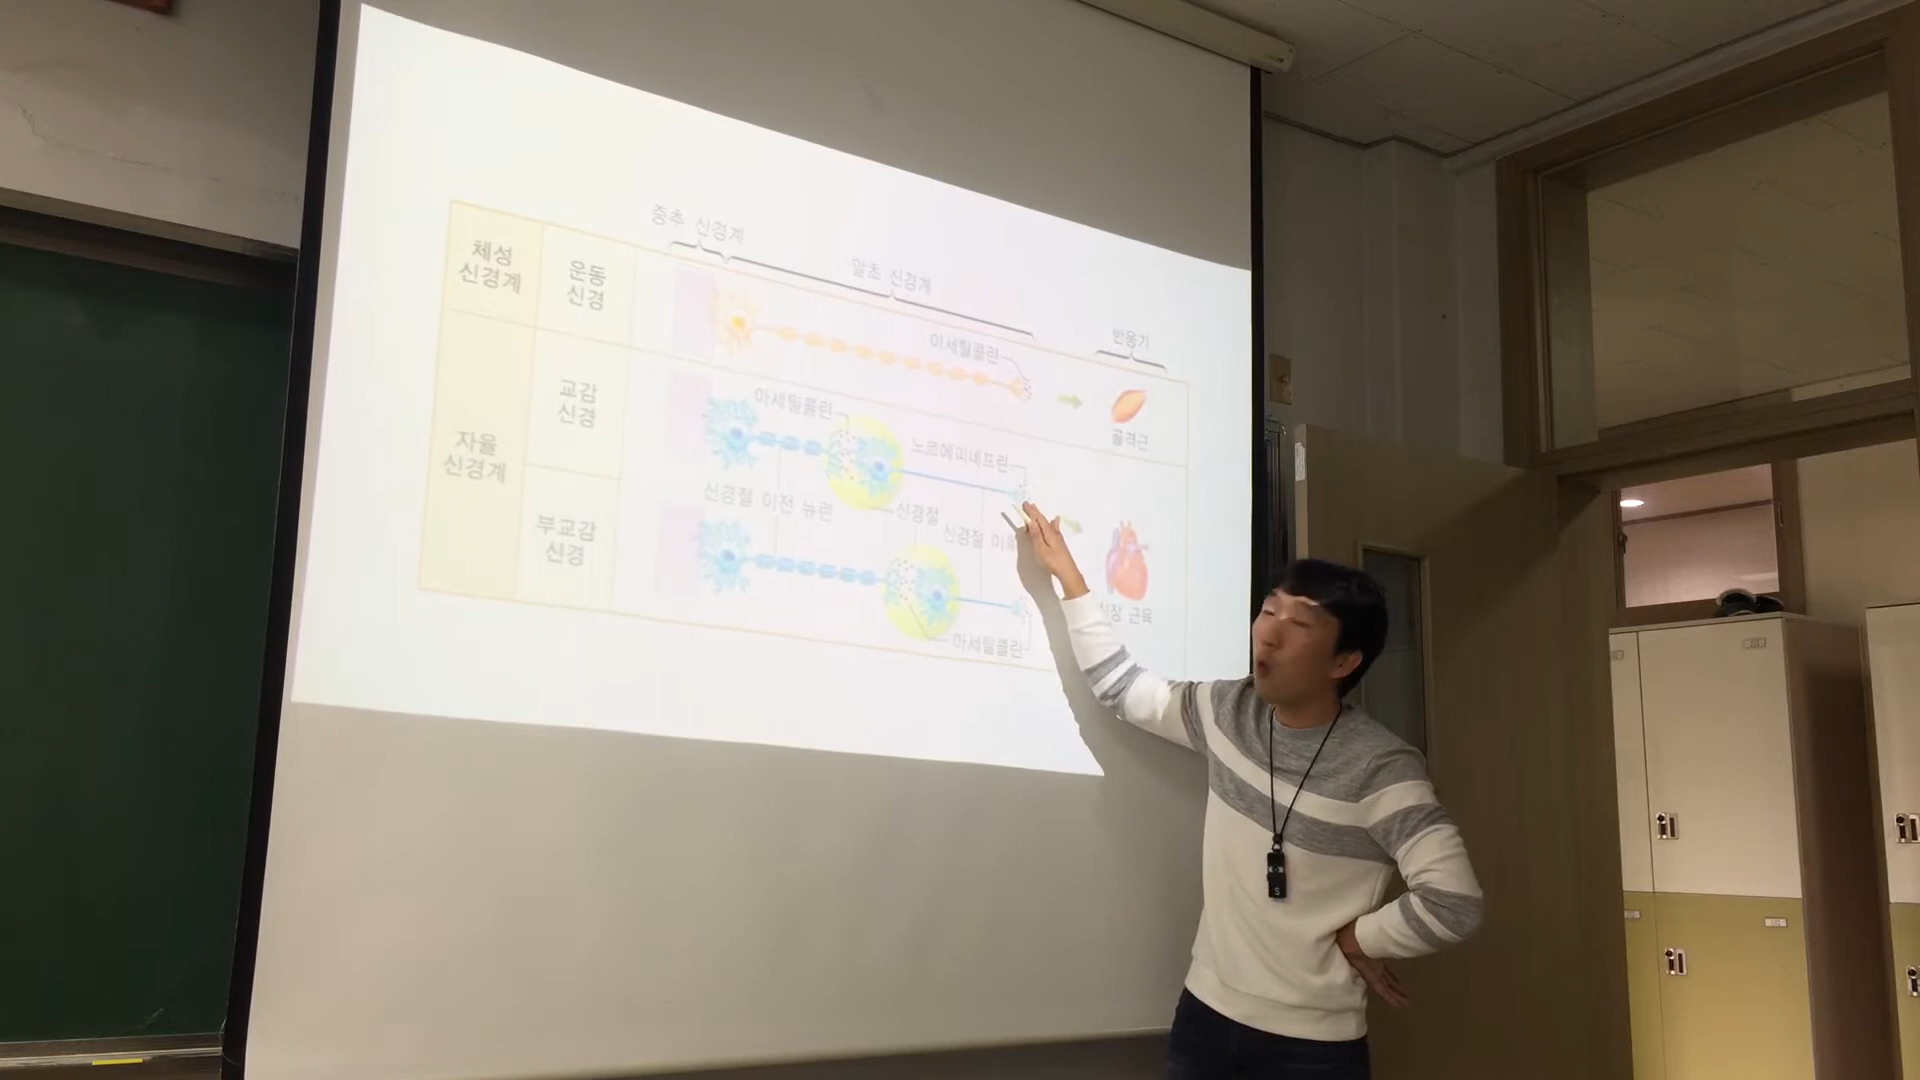 중추 신경계
말초 신경계
반응기
체성
신경계
운동
신경
아세틸콜린
골격근
자율
신경계
교감
신경
아세틸콜린
노르에피네프린
신경절 이전 뉴런
신경절
신경절 이후
부교감
신경
아세틸콜린
심장 근육
S